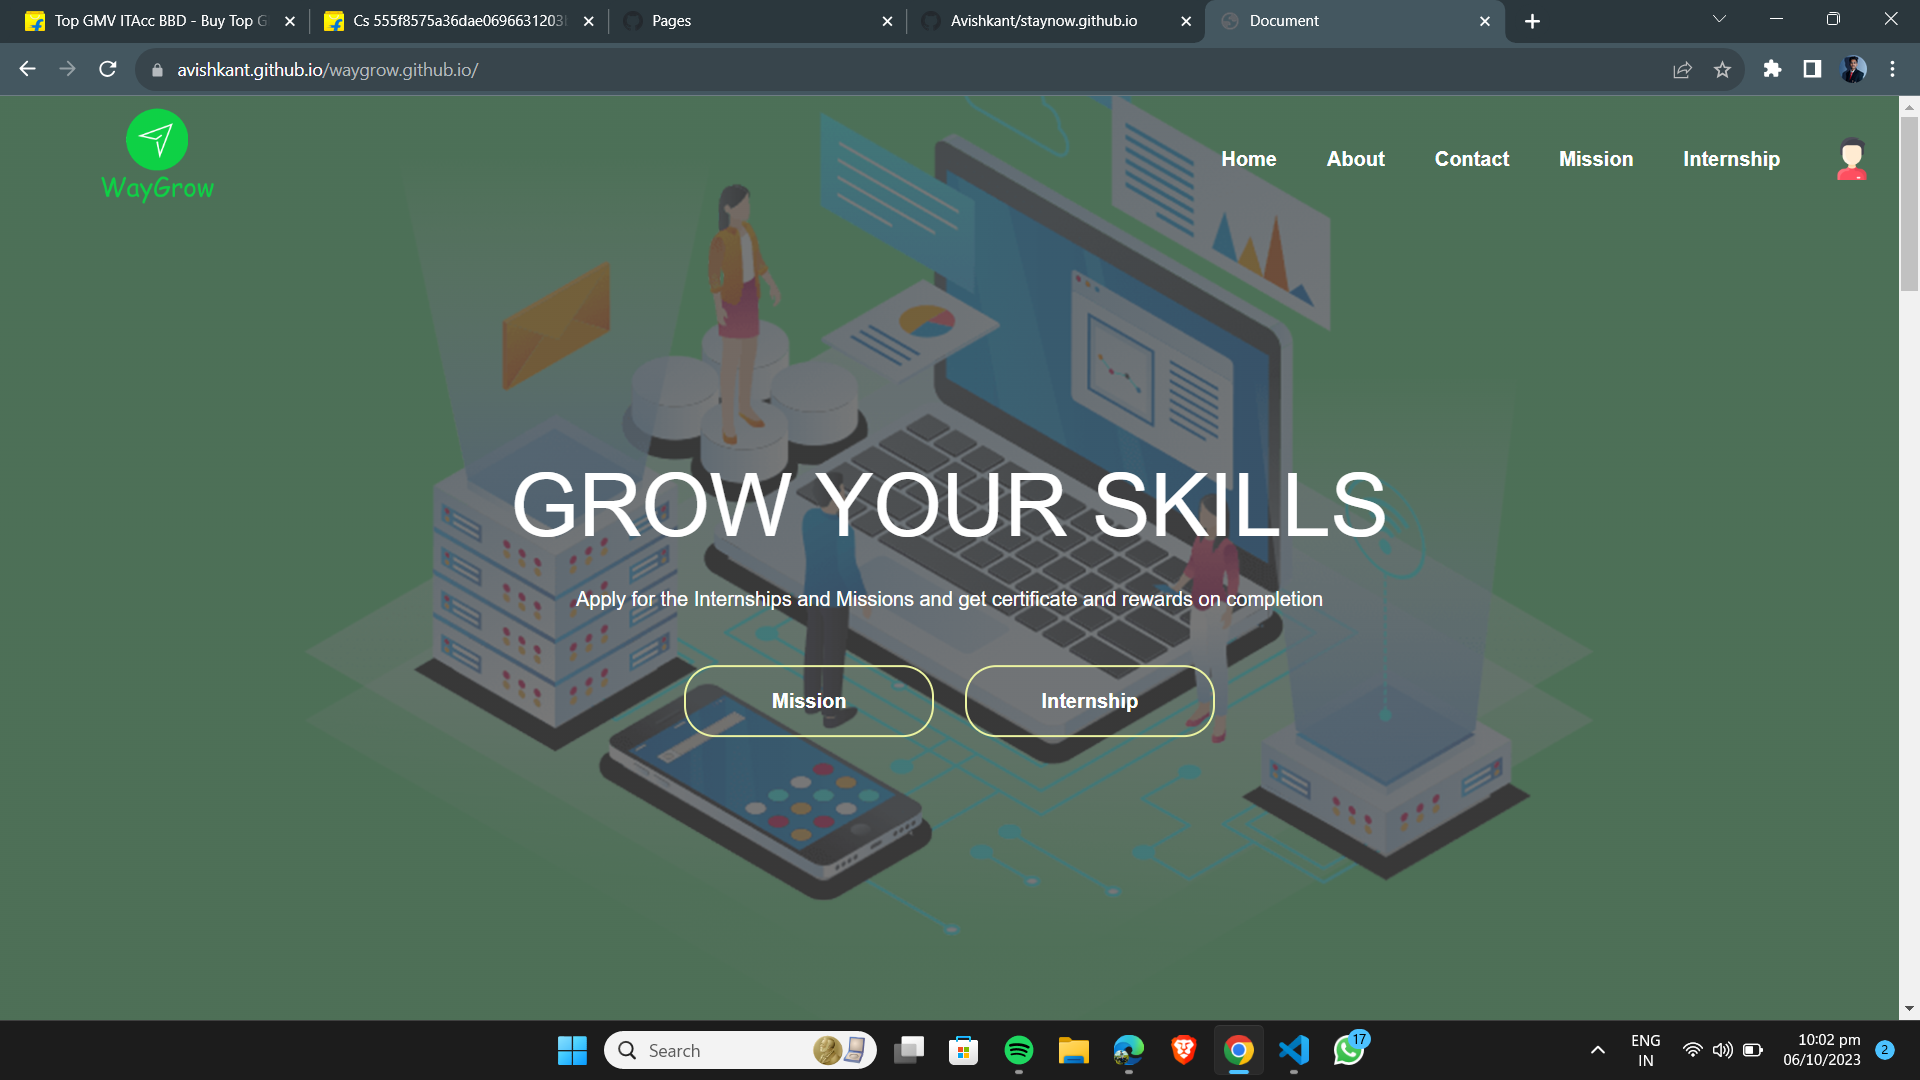 Top GMV ITAcc BBD - Buy Top G
Cs 555f8575a36dae0696631203
Pages
Avishkant/staynow.github.io
Document
avishkant.github.io/waygrow.github.io/
WayGrow
Home
About
Contact
Mission
Internship
GROW YOUR SKILLS
Apply for the Internships and Missions and get certificate and rewards on completion
Mission
Internship
Search
17
ENG
IN
10:02 pm
06/10/2023
2